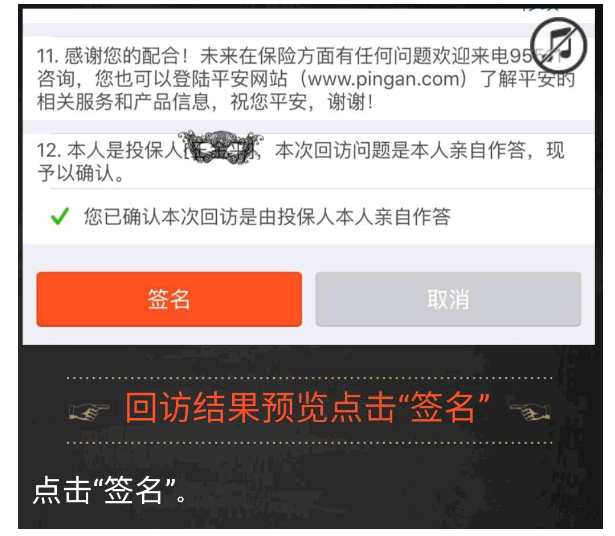 11. 感谢您的配合！未来在保险方面有任何问题欢迎来电95511
咨询，您也可以登陆平安网站（www.pingan.com）了解平安的
相关服务和产品信息，祝您平安，谢谢！
12. 本人是投保人，本次回访问题是本人亲自作答，现
予以确认。
您已确认本次回访是由投保人本人亲自作答
签名 取消
回访结果预览点击“签名”
点击“签名”。